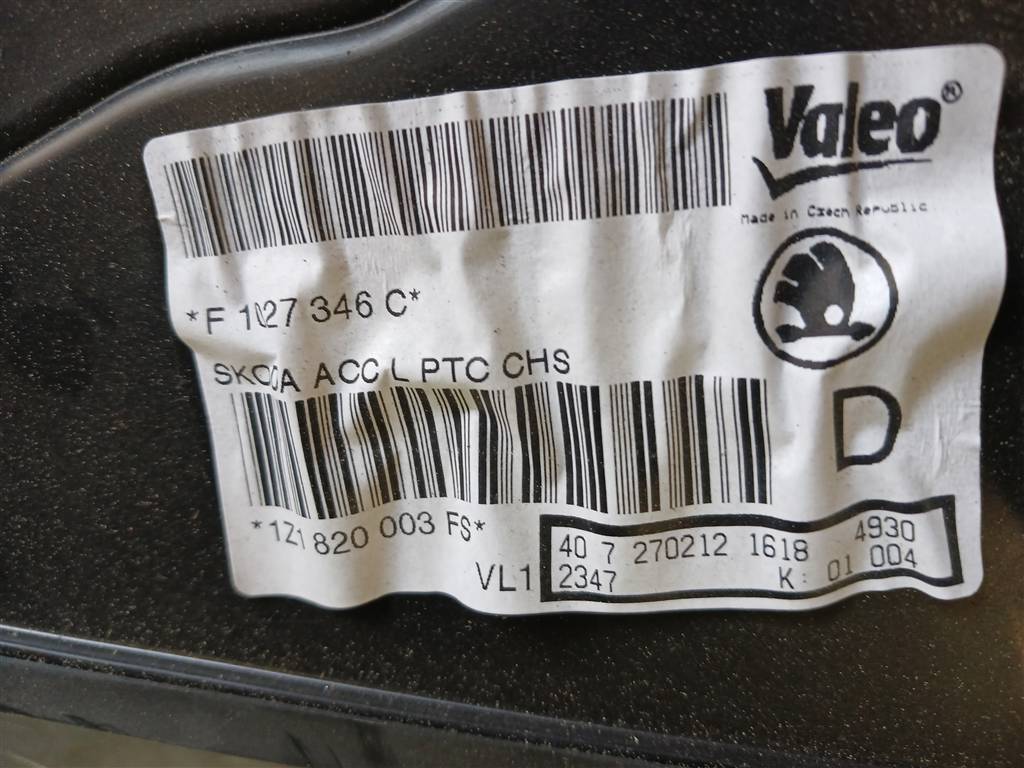 Valeo®
Made in Czech Republic
*F 1027 346 C*
SKODA ACC L PTC CHS
D
*1Z1 820 003 FS*
VL1
40 7 270212 1618 4930
2347 K: 01 004